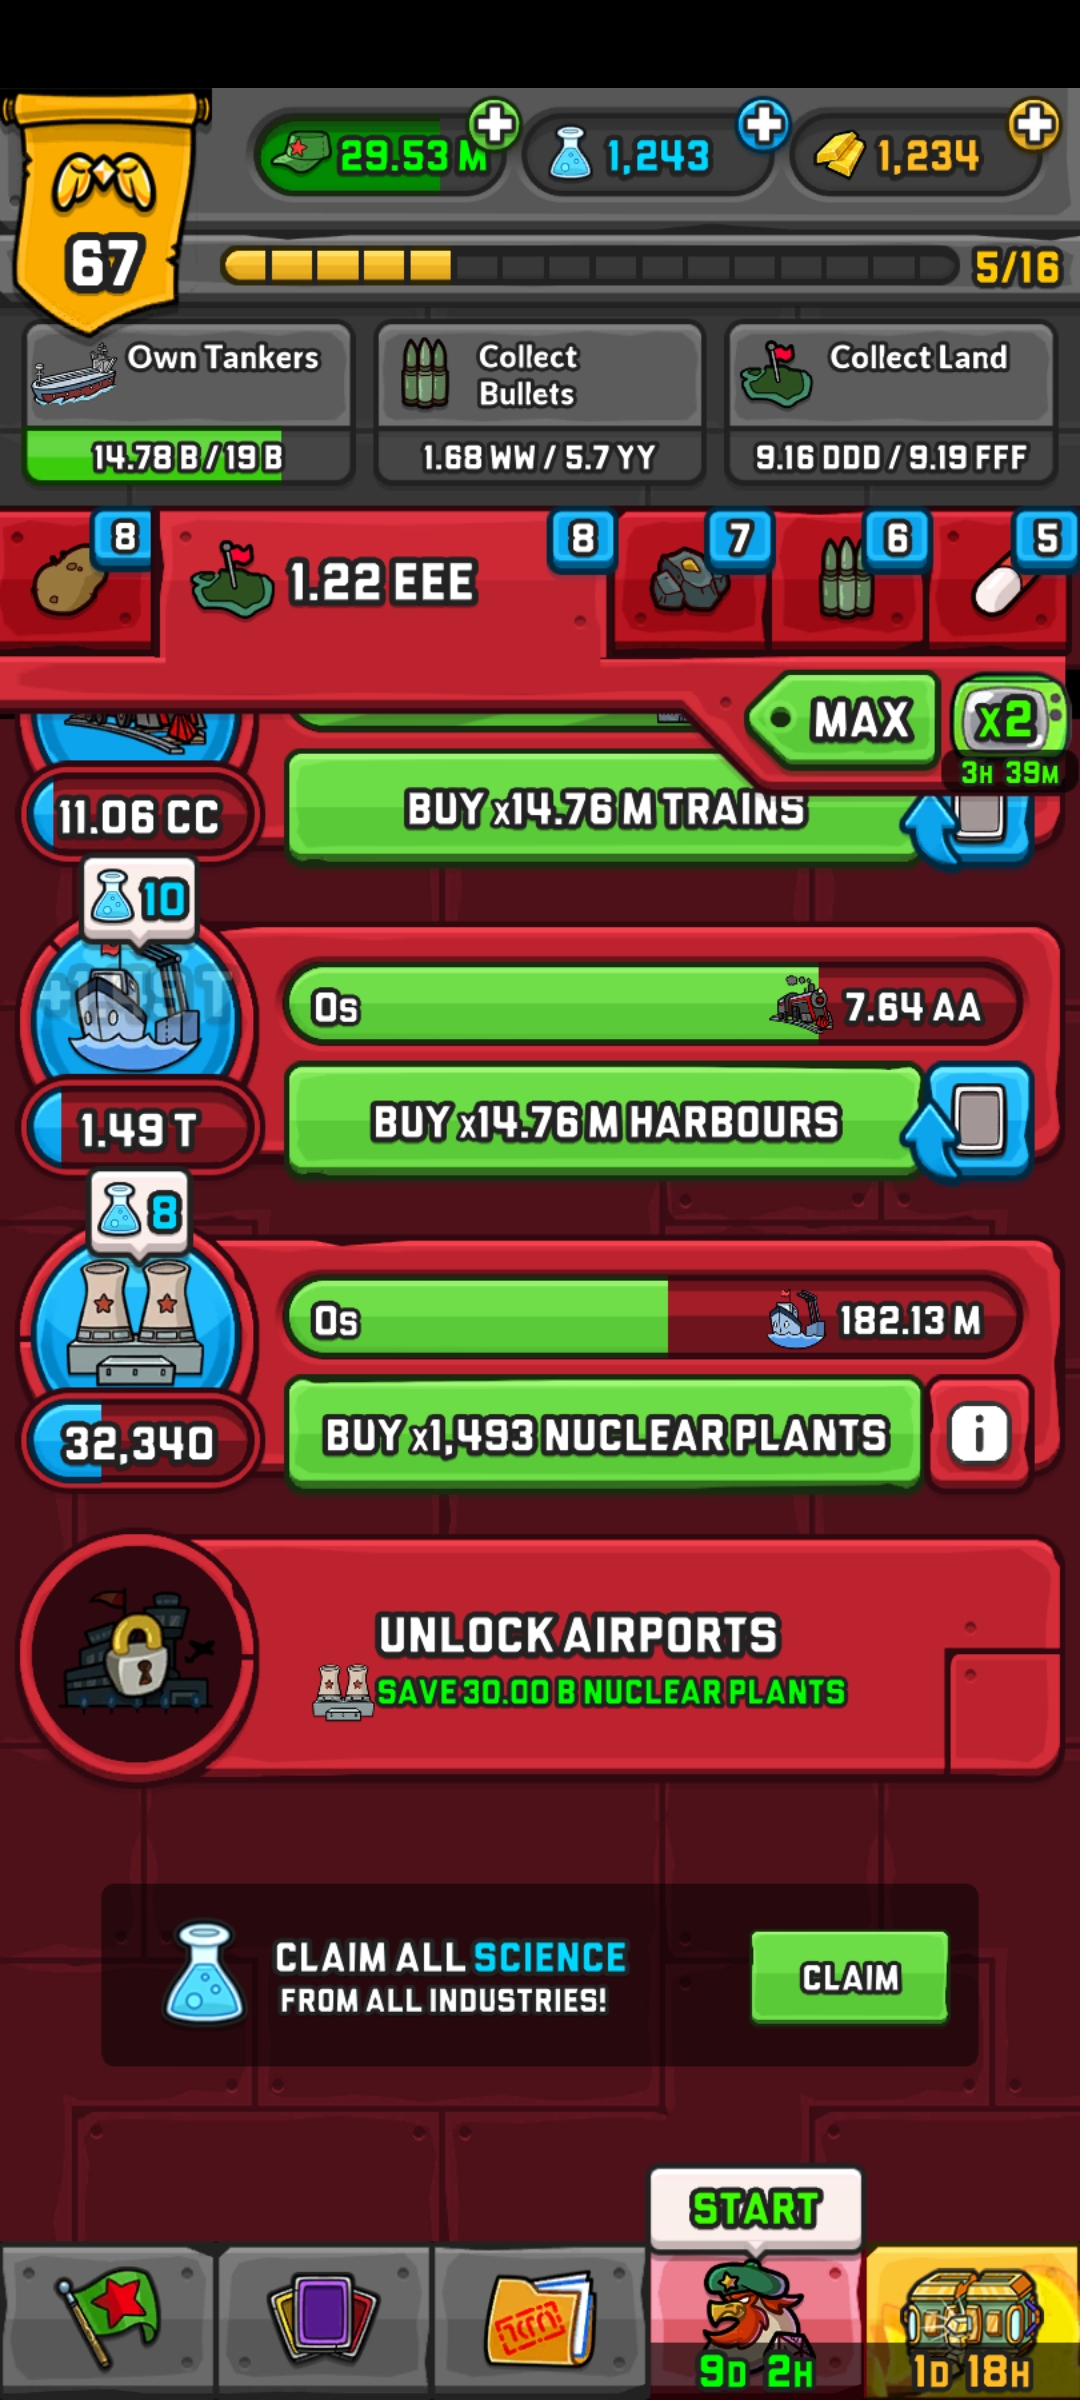 29.53 M
1,243
1,234
67
5/16
Own Tankers
14.78 B / 19 B
Collect
Bullets
1.68 WW / 5.7 YY
Collect Land
9.16 DDD / 9.19 FFF
8
1.22 EEE
8
7
6
5
MAX
x2
3H 39M
11.06 CC
BUY x14.76 M TRAINS
10
+1.49 T
0s
7.64 AA
1.49 T
BUY x14.76 M HARBOURS
8
0s
182.13 M
32,340
BUY x1,493 NUCLEAR PLANTS
i
UNLOCK AIRPORTS
SAVE 30.00 B NUCLEAR PLANTS
CLAIM ALL SCIENCE
FROM ALL INDUSTRIES!
CLAIM
START
9D 2H
1D 18H